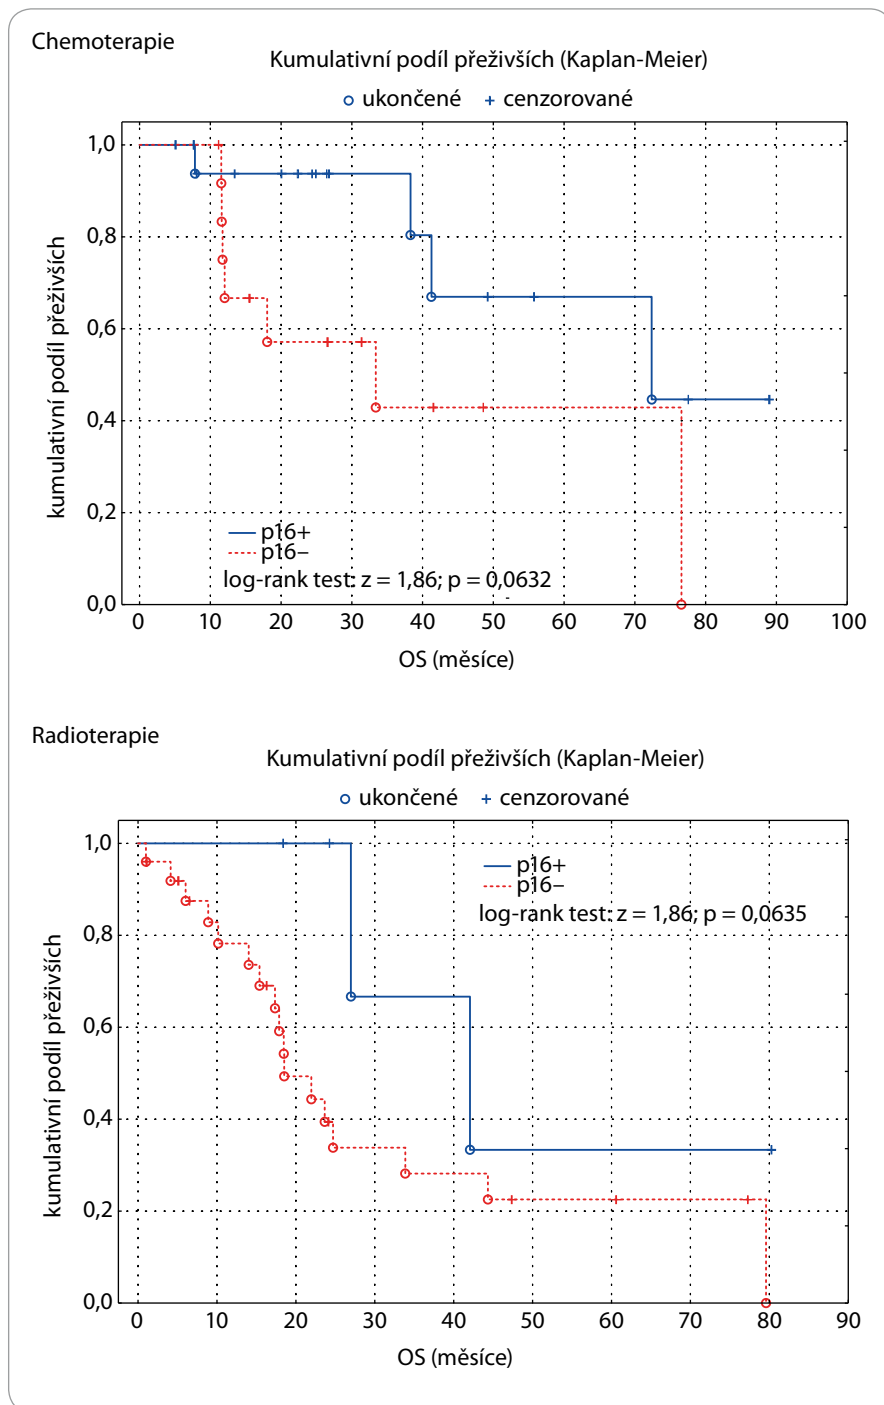 Chemoterapie
Kumulativní podíl přeživších (Kaplan-Meier)
ukončené cenzorované
kumulativní podíl přeživších
1,0
0,8
0,6
0,4
0,2
0,0
p16+
p16–
log-rank test: z = 1,86; p = 0,0632
0 10 20 30 40 50 60 70 80 90 100
OS (měsíce)
Radioterapie
Kumulativní podíl přeživších (Kaplan-Meier)
ukončené cenzorované
kumulativní podíl přeživších
1,0
0,8
0,6
0,4
0,2
0,0
p16+
p16–
log-rank test: z = 1,86; p = 0,0635
0 10 20 30 40 50 60 70 80 90
OS (měsíce)